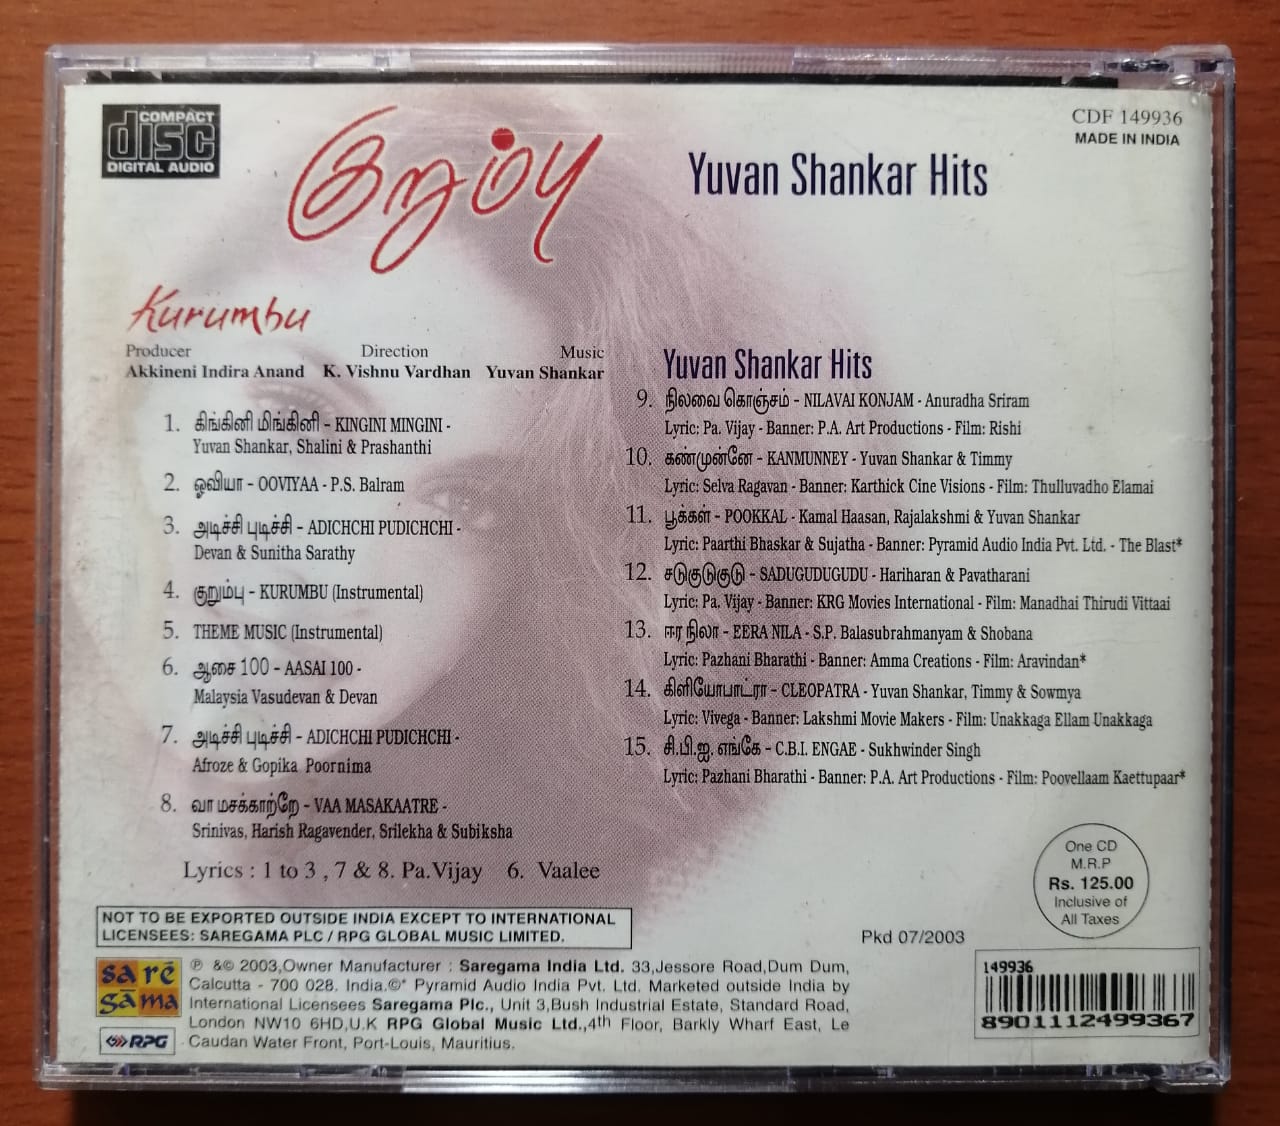 COMPACT
disc
DIGITAL AUDIO
குறும்பு
Yuvan Shankar Hits
CDF 149936
MADE IN INDIA
Kurumbu
Producer Direction Music
Akkineni Indira Anand K. Vishnu Vardhan Yuvan Shankar
1. கிங்கினி மிங்கினி – KINGINI MINGINI -
Yuvan Shankar, Shalini & Prashanthi
2. ஓவியா - OOVIYAA - P.S. Balram
3. அடிச்சி புடிச்சி – ADICHCHI PUDICHCHI -
Devan & Sunitha Sarathy
4. குறும்பு – KURUMBU (Instrumental)
5. THEME MUSIC (Instrumental)
6. ஆசை 100 – AASAI 100 -
Malaysia Vasudevan & Devan
7. அடிச்சி புடிச்சி – ADICHCHI PUDICHCHI -
Afroze & Gopika Poornima
8. வா மசக்காற்றே – VAA MASAKAATRE -
Srinivas, Harish Ragavender, Srilekha & Subiksha
Lyrics : 1 to 3 , 7 & 8. Pa.Vijay 6. Vaalee
Yuvan Shankar Hits
9. நிலவை கொஞ்சம் – NILAVAI KONJAM - Anuradha Sriram
Lyric: Pa. Vijay - Banner: P.A. Art Productions - Film: Rishi
10. கண்முன்னே – KANMUNNEY - Yuvan Shankar & Timmy
Lyric: Selva Ragavan - Banner: Karthick Cine Visions - Film: Thulluvadho Elamai
11. பூக்கள் – POOKKAL - Kamal Haasan, Rajalakshmi & Yuvan Shankar
Lyric: Paarthi Bhaskar & Sujatha - Banner: Pyramid Audio India Pvt. Ltd. - The Blast*
12. சடுகுடுகுடு – SADUGUDUGUDU - Hariharan & Pavatharani
Lyric: Pa. Vijay - Banner: KRG Movies International - Film: Manadhai Thirudi Vittaai
13. ஈர நிலா – EERA NILA - S.P. Balasubrahmanyam & Shobana
Lyric: Pazhani Bharathi - Banner: Amma Creations - Film: Aravindan*
14. கிளியோபாட்ரா – CLEOPATRA - Yuvan Shankar, Timmy & Sowmya
Lyric: Vivega - Banner: Lakshmi Movie Makers - Film: Unakkaga Ellam Unakkaga
15. சி.பி.ஐ. எங்கே – C.B.I. ENGAE - Sukhwinder Singh
Lyric: Pazhani Bharathi - Banner: P.A. Art Productions - Film: Poovellaam Kaettupaar*
One CD
M.R.P
Rs. 125.00
Inclusive of
All Taxes
NOT TO BE EXPORTED OUTSIDE INDIA EXCEPT TO INTERNATIONAL
LICENSEES: SAREGAMA PLC / RPG GLOBAL MUSIC LIMITED.
Pkd 07/2003
sa rē
gāma
RPG
℗ &© 2003,Owner Manufacturer : Saregama India Ltd. 33,Jessore Road,Dum Dum,
Calcutta - 700 028. India.©* Pyramid Audio India Pvt. Ltd. Marketed outside India by
International Licensees Saregama Plc., Unit 3,Bush Industrial Estate, Standard Road,
London NW10 6HD,U.K RPG Global Music Ltd.,4th Floor, Barkly Wharf East, Le
Caudan Water Front, Port-Louis, Mauritius.
149936
8901112499367